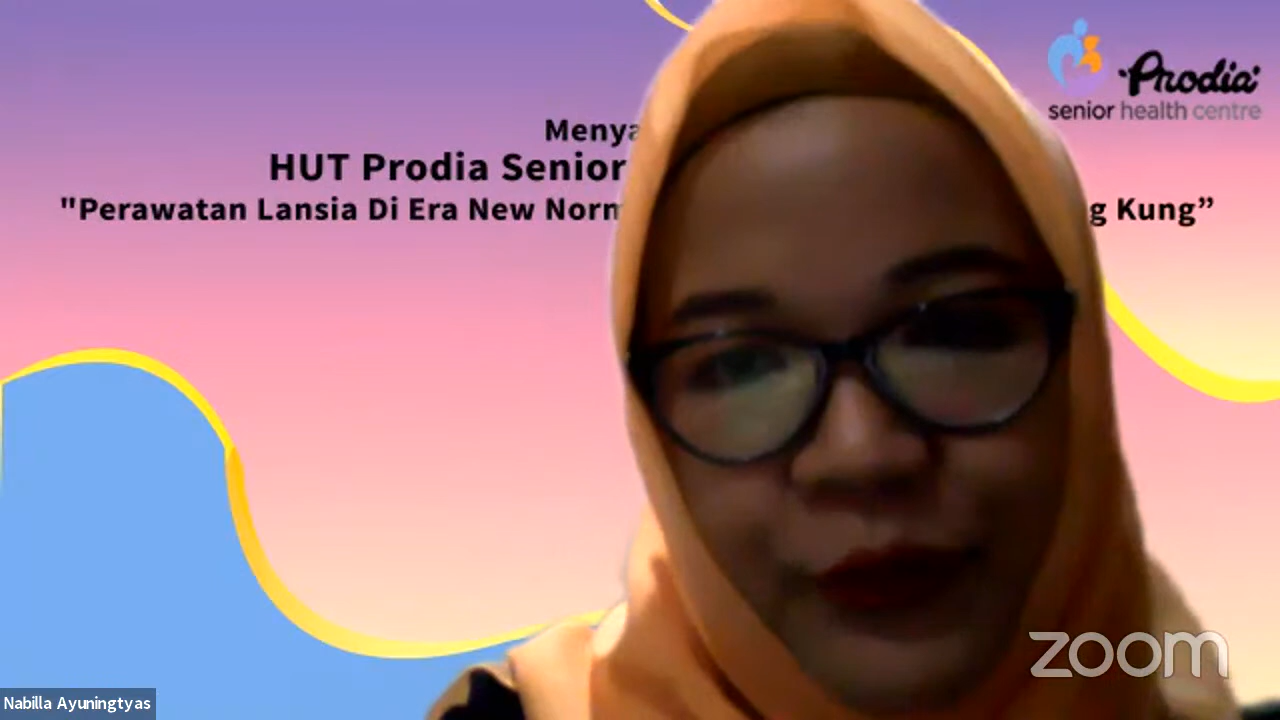 Prodia
senior health centre
Menya
HUT Prodia Senior
"Perawatan Lansia Di Era New Norm g Kung”
zoom
Nabilla Ayuningtyas